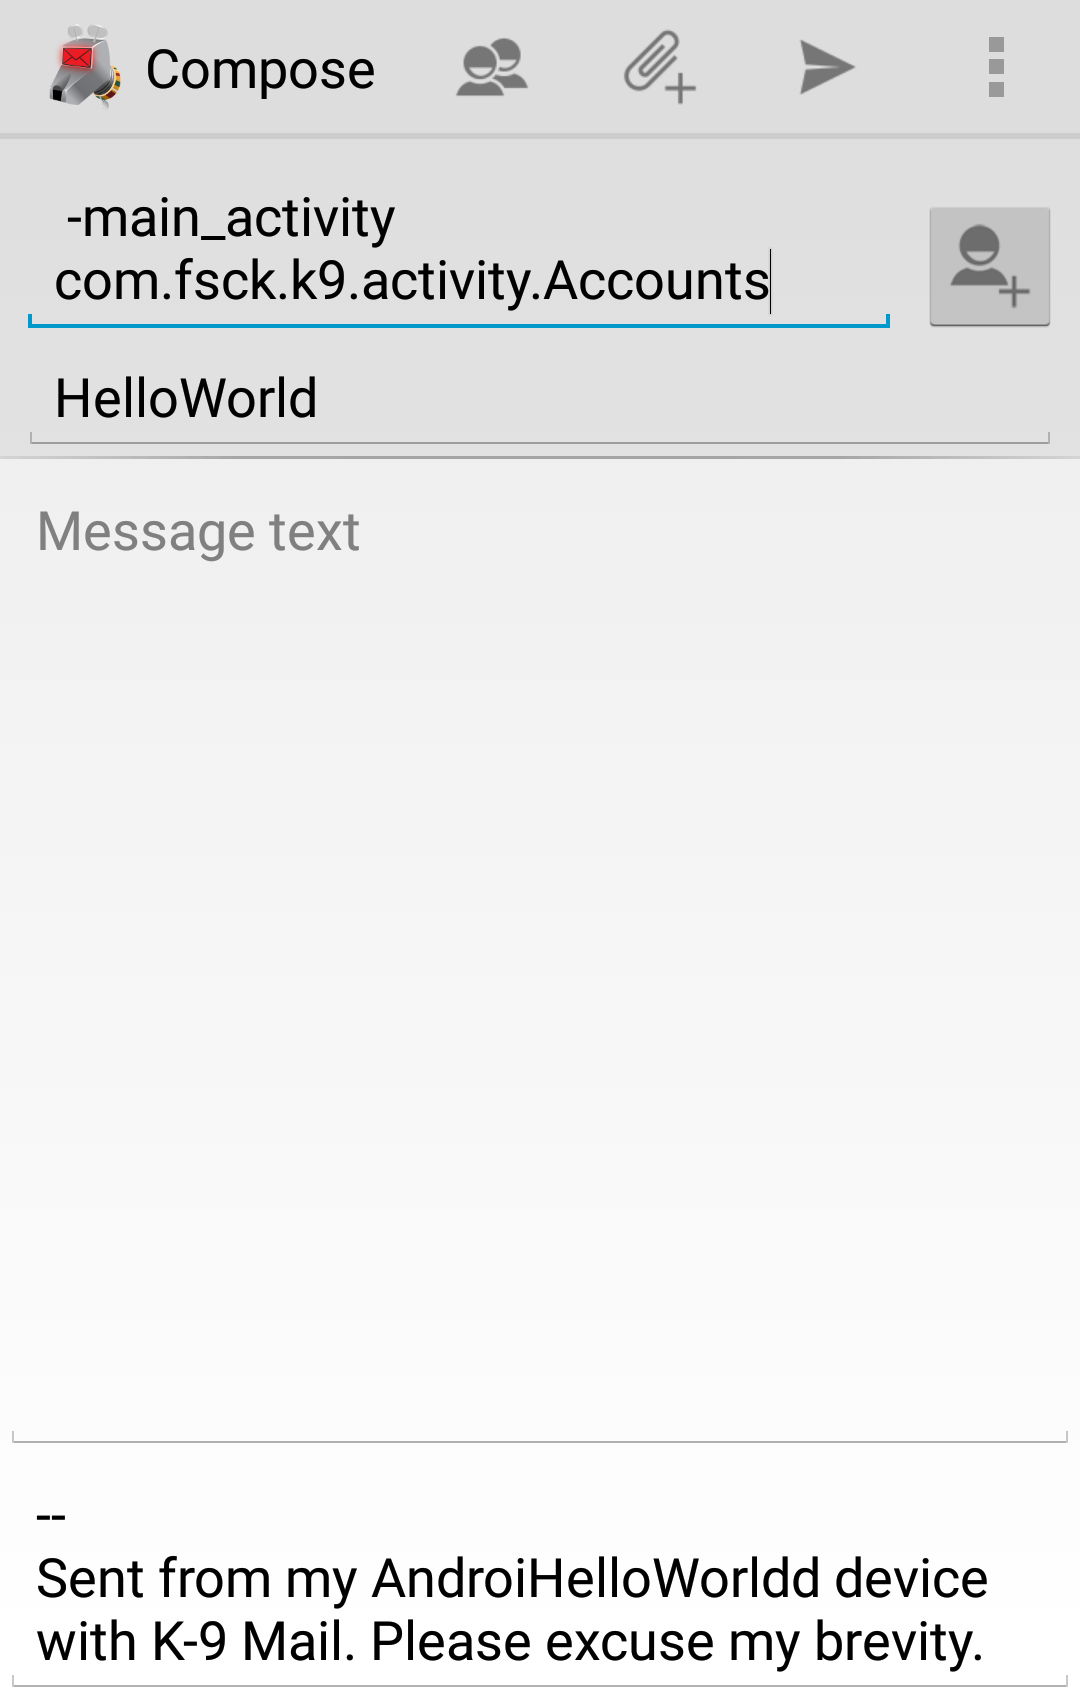 Compose
-main_activity
com.fsck.k9.activity.Accounts
HelloWorld
Message text
--
Sent from my AndroiHelloWorldd device
with K-9 Mail. Please excuse my brevity.